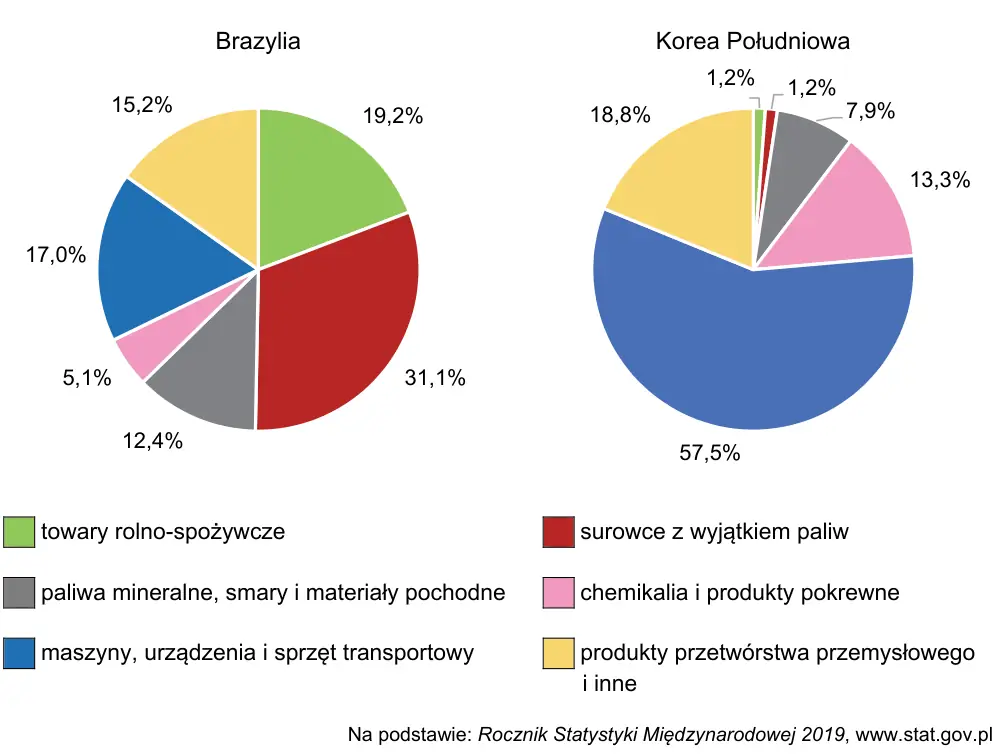 Brazylia
15,2%
19,2%
17,0%
5,1%
12,4%
31,1%
Korea Południowa
1,2%
1,2%
7,9%
18,8%
13,3%
57,5%
towary rolno-spożywcze
surowce z wyjątkiem paliw
paliwa mineralne, smary i materiały pochodne
chemikalia i produkty pokrewne
maszyny, urządzenia i sprzęt transportowy
produkty przetwórstwa przemysłowego
i inne
Na podstawie: Rocznik Statystyki Międzynarodowej 2019, www.stat.gov.pl